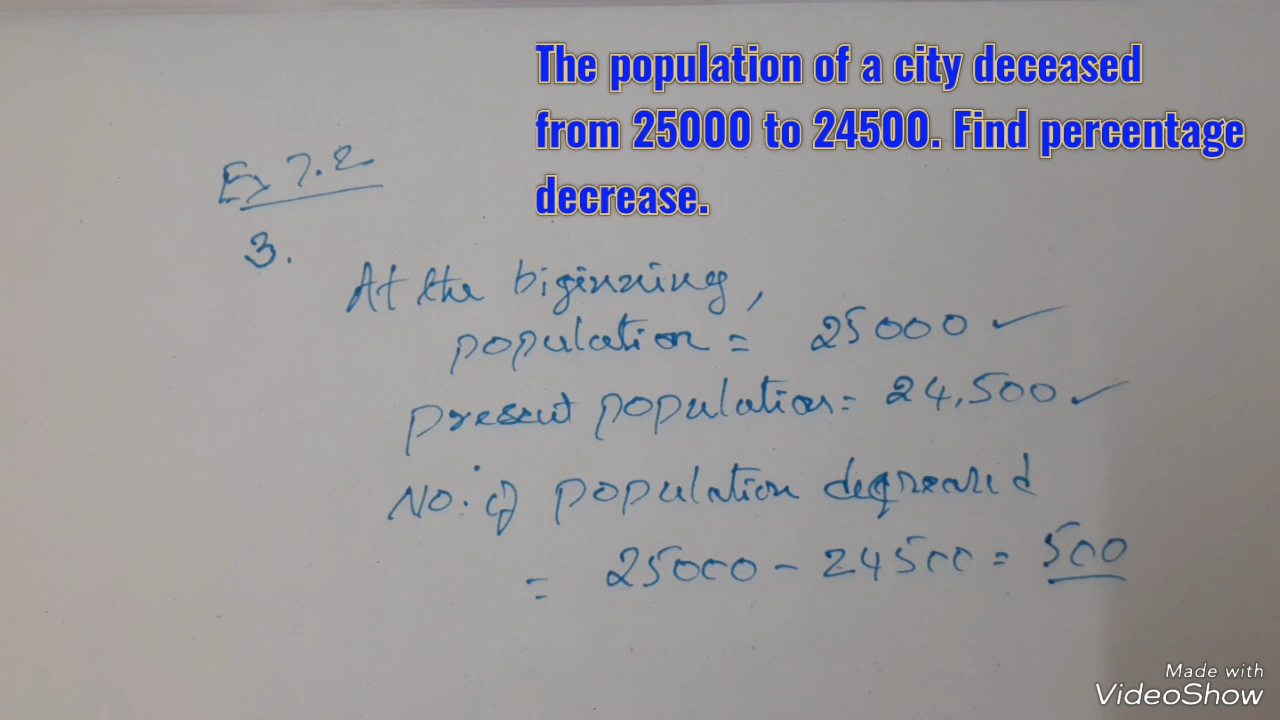 The population of a city deceased
from 25000 to 24500. Find percentage
decrease.
Ex 7.2
3.
At the biginning,
population = 25000 ✓
present population = 24,500 ✓
No. of population degreased
= 25000 - 24500 = 500
Made with
VideoShow